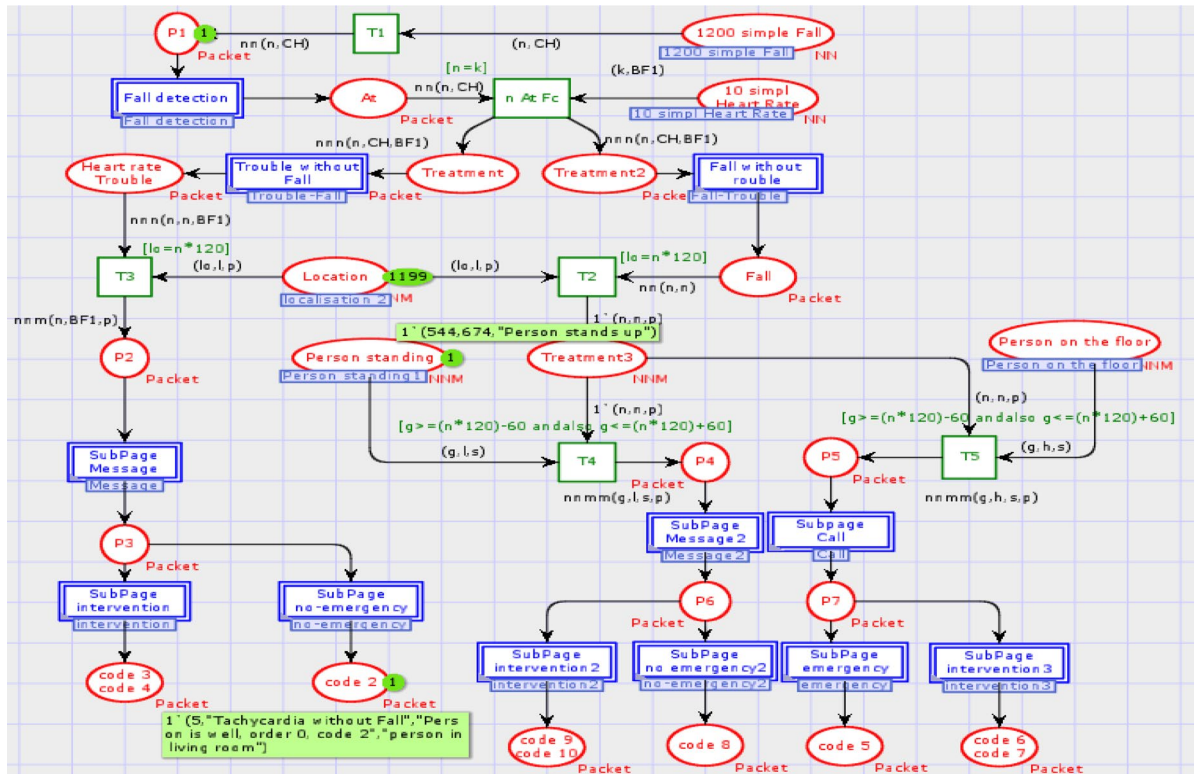 P1
1
Packet
nn(n,CH)
T1
(n,CH)
1200 simple Fall
1200 simple Fall
NN
Fall detection
Fall detection
At
Packet
nn(n,CH)
[n=k]
n At Fc
(k,BF1)
10 simpl
Heart Rate
10 simpl Heart Rate
NN
nnn(n,CH,BF1)
nnn(n,CH,BF1)
Heart rate
Trouble
Packet
Trouble without
Fall
Trouble-Fall
Treatment
Packet
Treatment2
Packe
Fall without
rouble
Fall-Trouble
nnn(n,n,BF1)
[lo=n*120]
T3
(lo,l,p)
Location
1199
localisation 2
NM
(lo,l,p)
T2
[lo=n*120]
nn(n,n)
Fall
Packet
nnm(n,BF1,p)
1`(n,n,p)
1`(544,674,"Person stands up")
P2
Packet
Person standing
1
Person standing1
NNM
Treatment3
NNM
Person on the floor
Person on the floor
NNM
(n,n,p)
1`(n,n,p)
[g>=(n*120)-60 andalso g<=(n*120)+60]
[g>=(n*120)-60 andalso g<=(n*120)+60]
SubPage
Message
Message
(g,l,s)
T4
Packet
nnmm(g,l,s,p)
P4
P5
Packet
T5
(g,h,s)
nnmm(g,h,s,p)
P3
Packet
SubPage
Message2
Message2
Subpage
Call
Call
SubPage
intervention
intervention
SubPage
no-emergency
no-emergency
P6
Packet
P7
Packet
SubPage
intervention2
intervention2
SubPage
no emergency2
no-emergency2
SubPage
emergency
emergency
SubPage
intervention3
intervention3
code 3
code 4
Packet
code 2
1
Packet
1`(5,"Tachycardia without Fall","Pers
on is well, order 0, code 2","person in
living room")
code 9
code 10
Packet
code 8
Packet
code 5
Packet
code 6
code 7
Packet